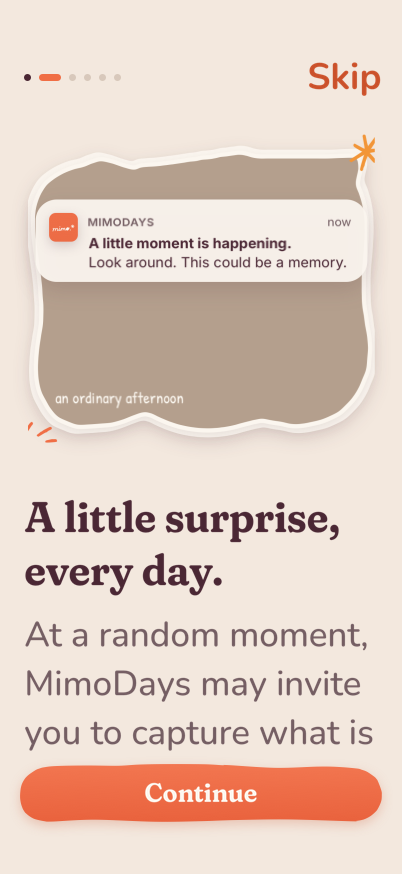 Skip
mimo.
MIMODAYS
now
A little moment is happening.
Look around. This could be a memory.
an ordinary afternoon
A little surprise,
every day.
At a random moment,
MimoDays may invite
you to capture what is
Continue